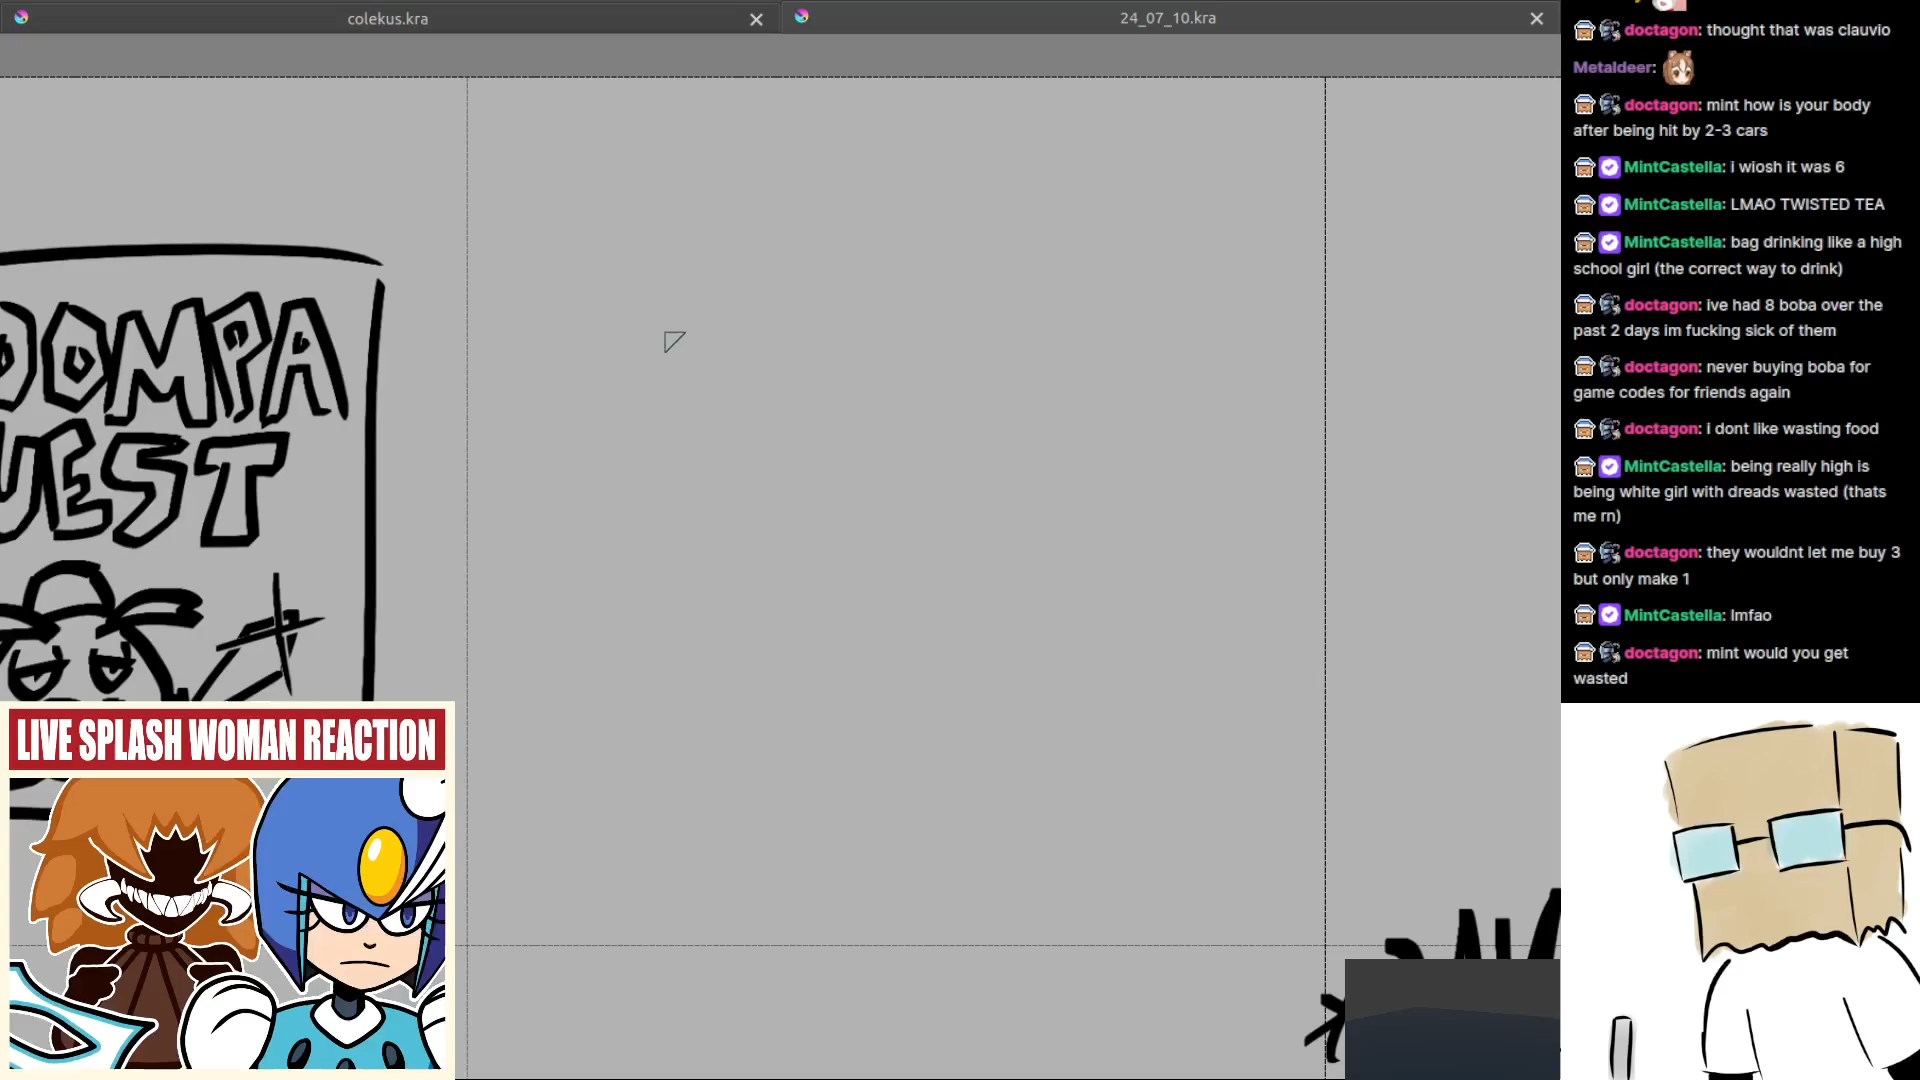 colekus.kra
24_07_10.kra
OOMPA
UEST
LIVE SPLASH WOMAN REACTION
doctagon: thought that was clauvio
Metaldeer:
doctagon: mint how is your body
after being hit by 2-3 cars
MintCastella: i wiosh it was 6
MintCastella: LMAO TWISTED TEA
MintCastella: bag drinking like a high
school girl (the correct way to drink)
doctagon: ive had 8 boba over the
past 2 days im fucking sick of them
doctagon: never buying boba for
game codes for friends again
doctagon: i dont like wasting food
MintCastella: being really high is
being white girl with dreads wasted (thats
me rn)
doctagon: they wouldnt let me buy 3
but only make 1
MintCastella: lmfao
doctagon: mint would you get
wasted